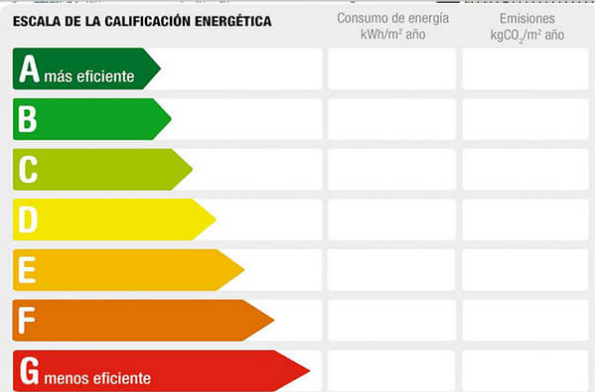 ESCALA DE LA CALIFICACIÓN ENERGÉTICA
Consumo de energía
kWh/m² año
Emisiones
kgCO₂/m² año
A más eficiente
B
C
D
E
F
G menos eficiente